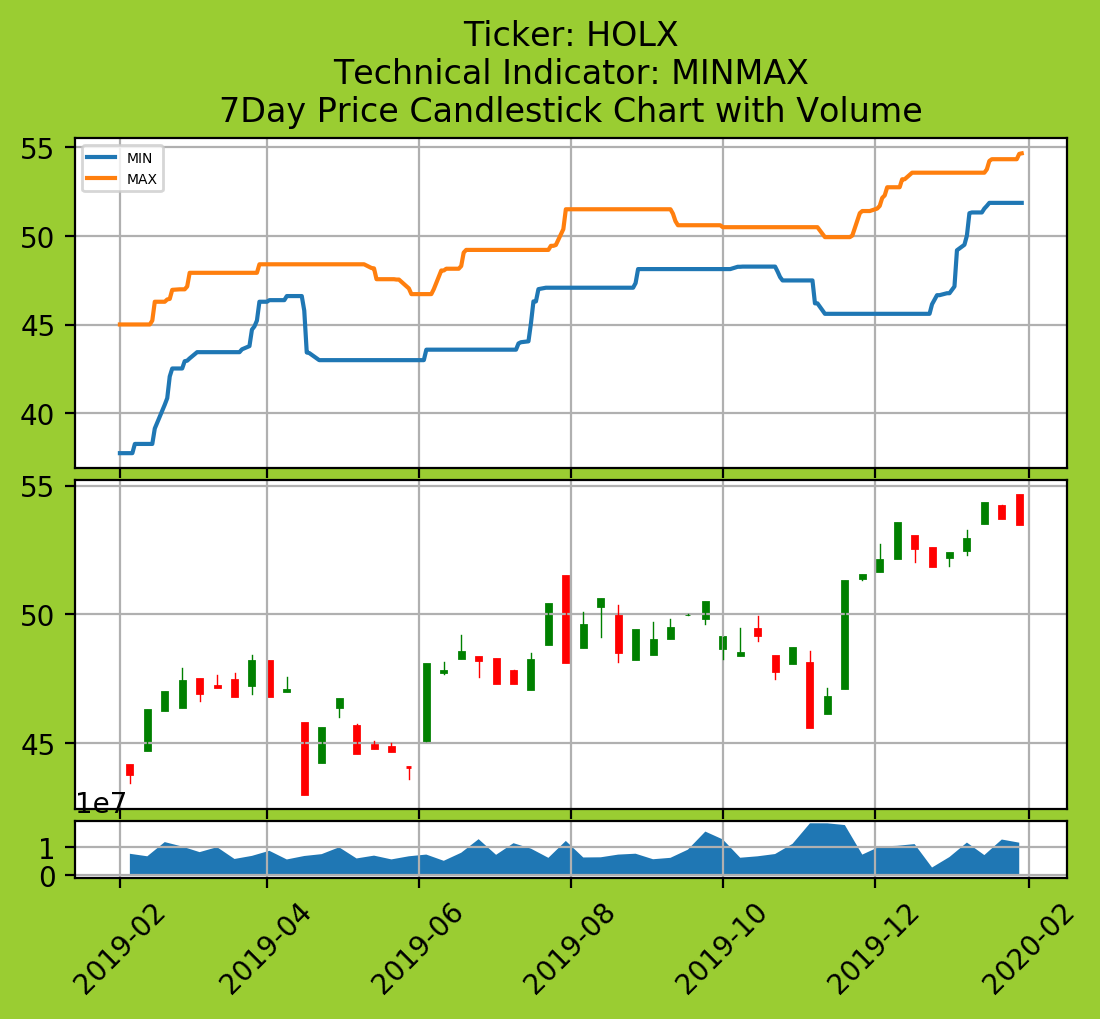 Ticker: HOLX
Technical Indicator: MINMAX
7Day Price Candlestick Chart with Volume
MIN
MAX
55
50
45
40
55
50
45
1e7
1
0
2019-02
2019-04
2019-06
2019-08
2019-10
2019-12
2020-02